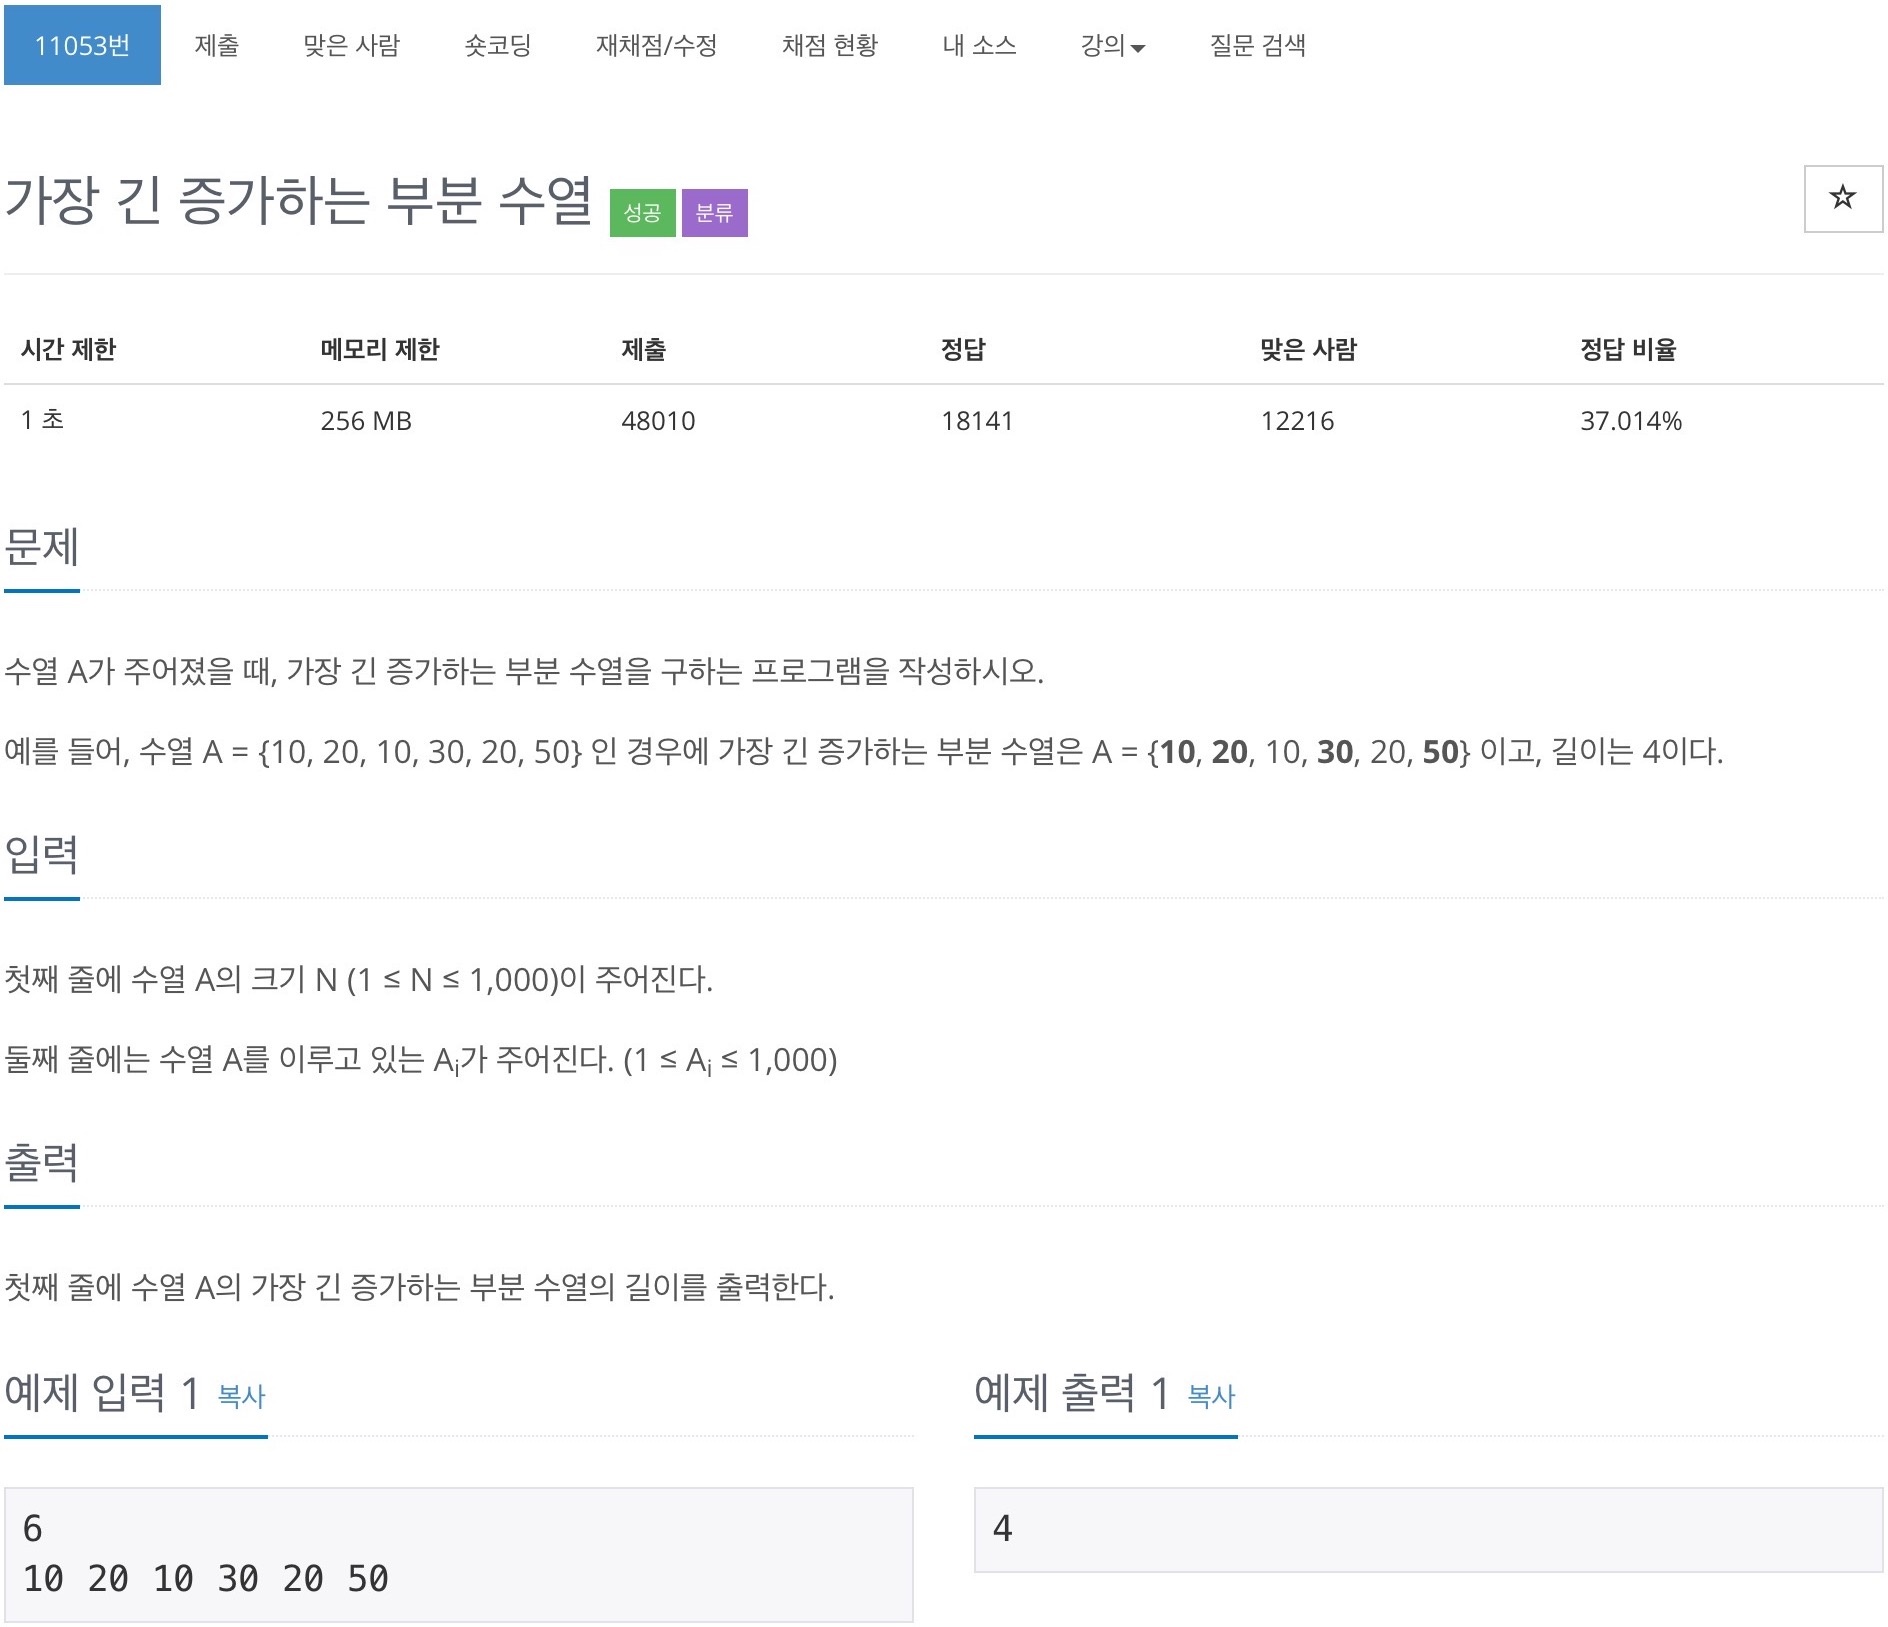 11053번 제출 맞은 사람 숏코딩 재채점/수정 채점 현황 내 소스 강의 질문 검색
가장 긴 증가하는 부분 수열 성공 분류
시간 제한 메모리 제한 제출 정답 맞은 사람 정답 비율
1 초 256 MB 48010 18141 12216 37.014%
문제
수열 A가 주어졌을 때, 가장 긴 증가하는 부분 수열을 구하는 프로그램을 작성하시오.
예를 들어, 수열 A = {10, 20, 10, 30, 20, 50} 인 경우에 가장 긴 증가하는 부분 수열은 A = {10, 20, 10, 30, 20, 50} 이고, 길이는 4이다.
입력
첫째 줄에 수열 A의 크기 N (1 ≤ N ≤ 1,000)이 주어진다.
둘째 줄에는 수열 A를 이루고 있는 Ai가 주어진다. (1 ≤ Ai ≤ 1,000)
출력
첫째 줄에 수열 A의 가장 긴 증가하는 부분 수열의 길이를 출력한다.
예제 입력 1 복사
6
10 20 10 30 20 50
예제 출력 1 복사
4